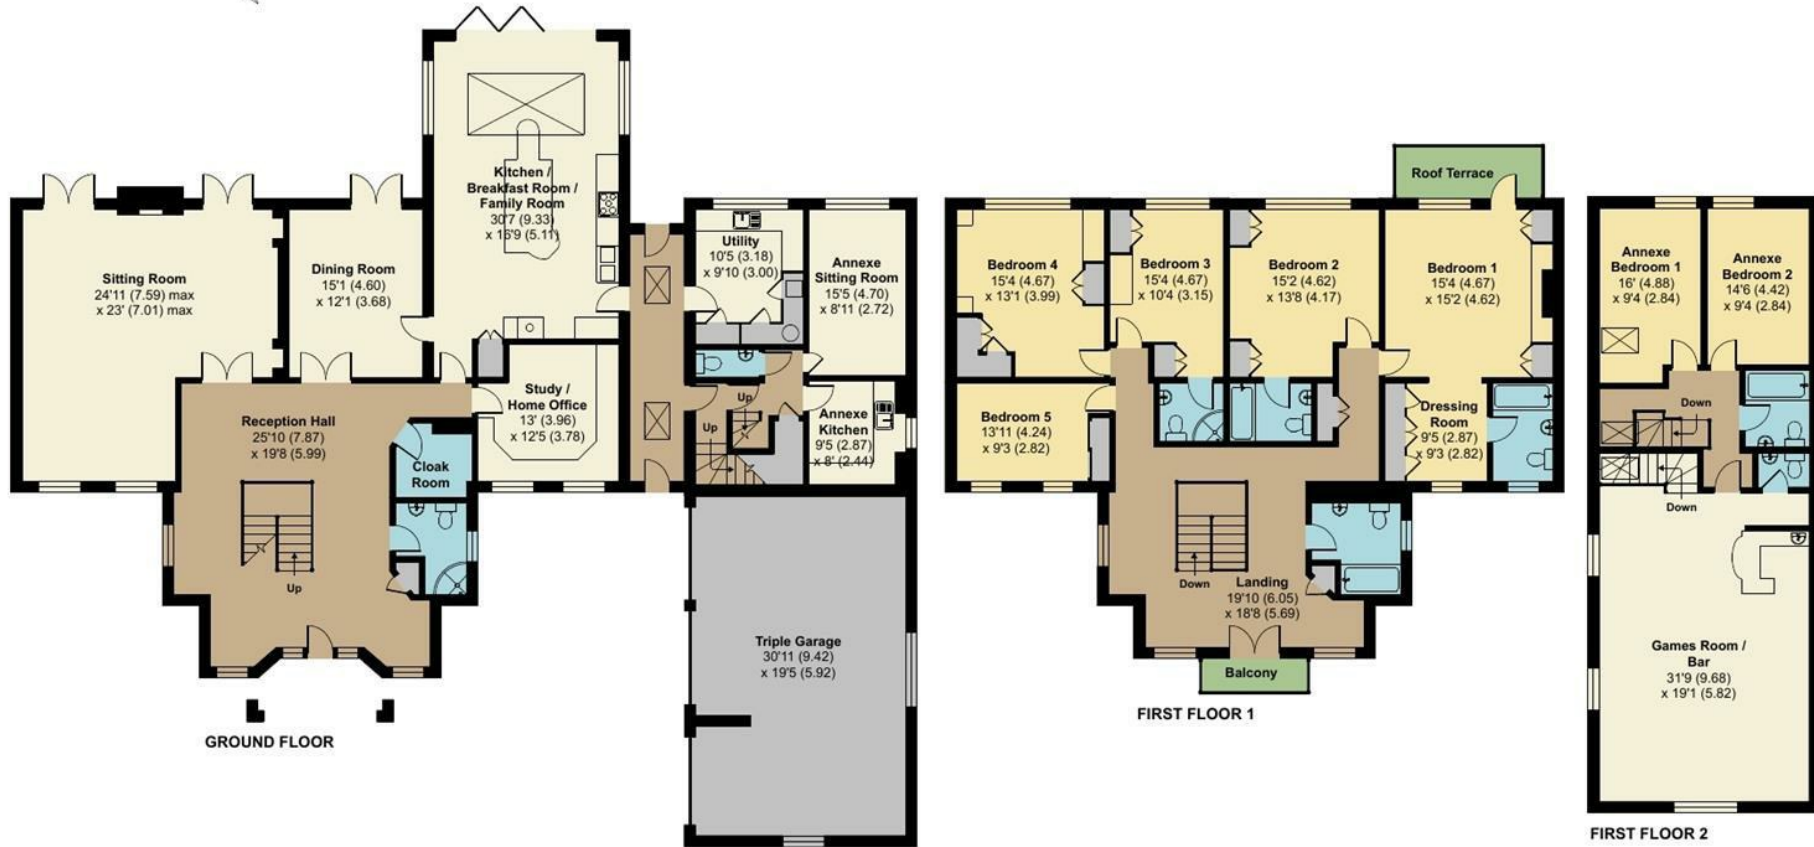 Kitchen /
Breakfast Room /
Family Room
30'7 (9.33)
x 16'9 (5.11)
Sitting Room
24'11 (7.59) max
x 23' (7.01) max
Dining Room
15'1 (4.60)
x 12'1 (3.68)
Utility
10'5 (3.18)
x 9'10 (3.00)
Annexe
Sitting Room
15'5 (4.70)
x 8'11 (2.72)
Reception Hall
25'10 (7.87)
x 19'8 (5.99)
Study /
Home Office
13' (3.96)
x 12'5 (3.78)
Cloak
Room
Up
Up
Up
Annexe
Kitchen
9'5 (2.87)
x 8' (2.44)
Triple Garage
30'11 (9.42)
x 19'5 (5.92)
GROUND FLOOR
Roof Terrace
Bedroom 4
15'4 (4.67)
x 13'1 (3.99)
Bedroom 3
15'4 (4.67)
x 10'4 (3.15)
Bedroom 2
15'2 (4.62)
x 13'8 (4.17)
Bedroom 1
15'4 (4.67)
x 15'2 (4.62)
Bedroom 5
13'11 (4.24)
x 9'3 (2.82)
Dressing
Room
9'5 (2.87)
x 9'3 (2.82)
Down
Landing
19'10 (6.05)
x 18'8 (5.69)
Balcony
FIRST FLOOR 1
Annexe
Bedroom 1
16' (4.88)
x 9'4 (2.84)
Annexe
Bedroom 2
14'6 (4.42)
x 9'4 (2.84)
Down
Down
Games Room /
Bar
31'9 (9.68)
x 19'1 (5.82)
FIRST FLOOR 2